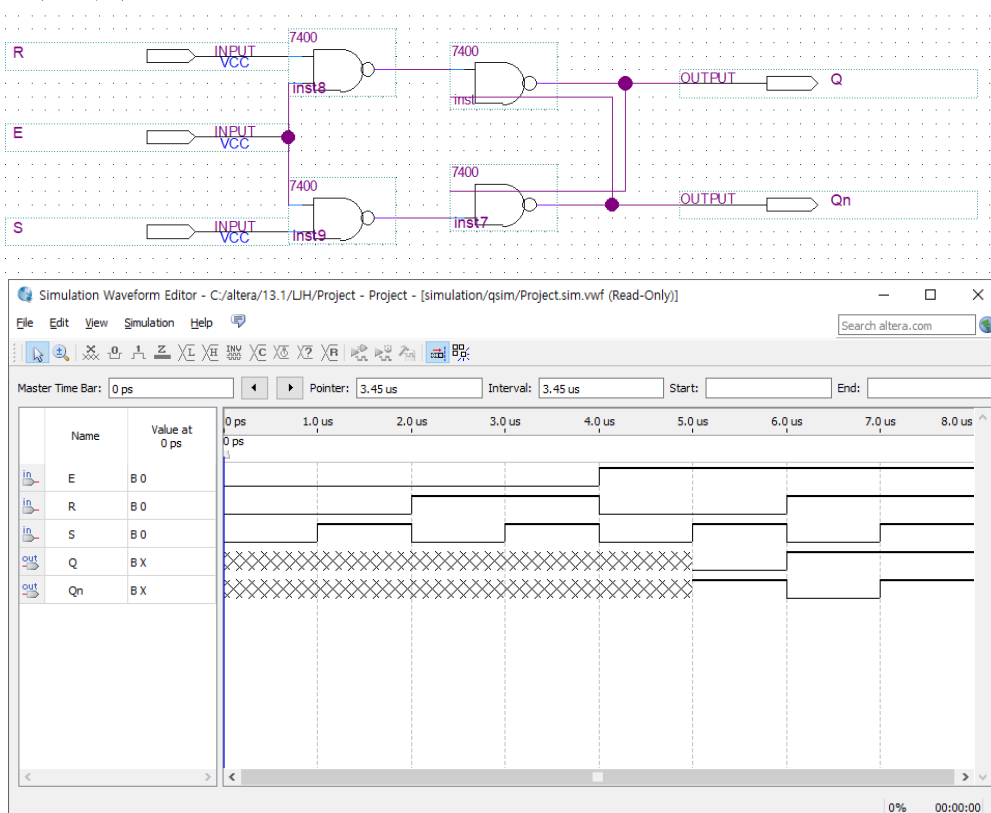 7400
7400
R
INPUT
VCC
OUTPUT
Q
inst8
inst
E
INPUT
VCC
7400
7400
OUTPUT
Qn
S
INPUT
VCC
inst9
inst7
Simulation Waveform Editor - C:/altera/13.1/LJH/Project - Project - [simulation/qsim/Project.sim.vwf (Read-Only)]
File Edit View Simulation Help
Search altera.com
Master Time Bar: 0 ps Pointer: 3.45 us Interval: 3.45 us Start: End:
Name Value at 0 ps
0 ps 1.0 us 2.0 us 3.0 us 4.0 us 5.0 us 6.0 us 7.0 us 8.0 us
0 ps
in E B 0
in R B 0
in S B 0
out Q B X
out Qn B X
0% 00:00:00